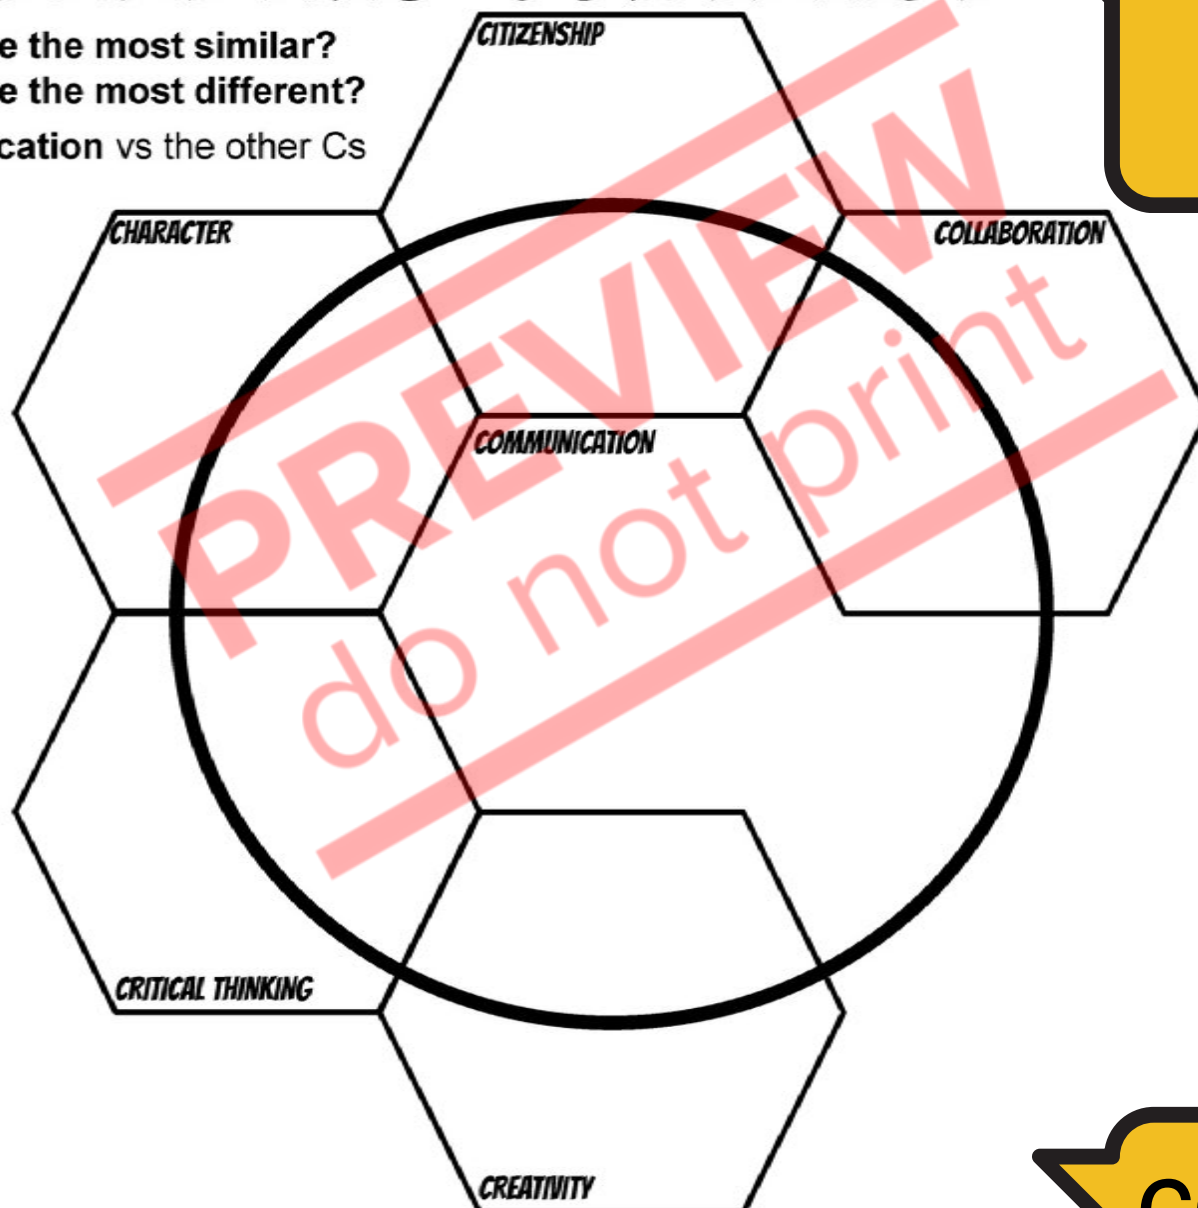 e the most similar?
e the most different?
cation vs the other Cs
CITIZENSHIP
CHARACTER
COLLABORATION
COMMUNICATION
PREVIEW
do not print
CRITICAL THINKING
CREATIVITY